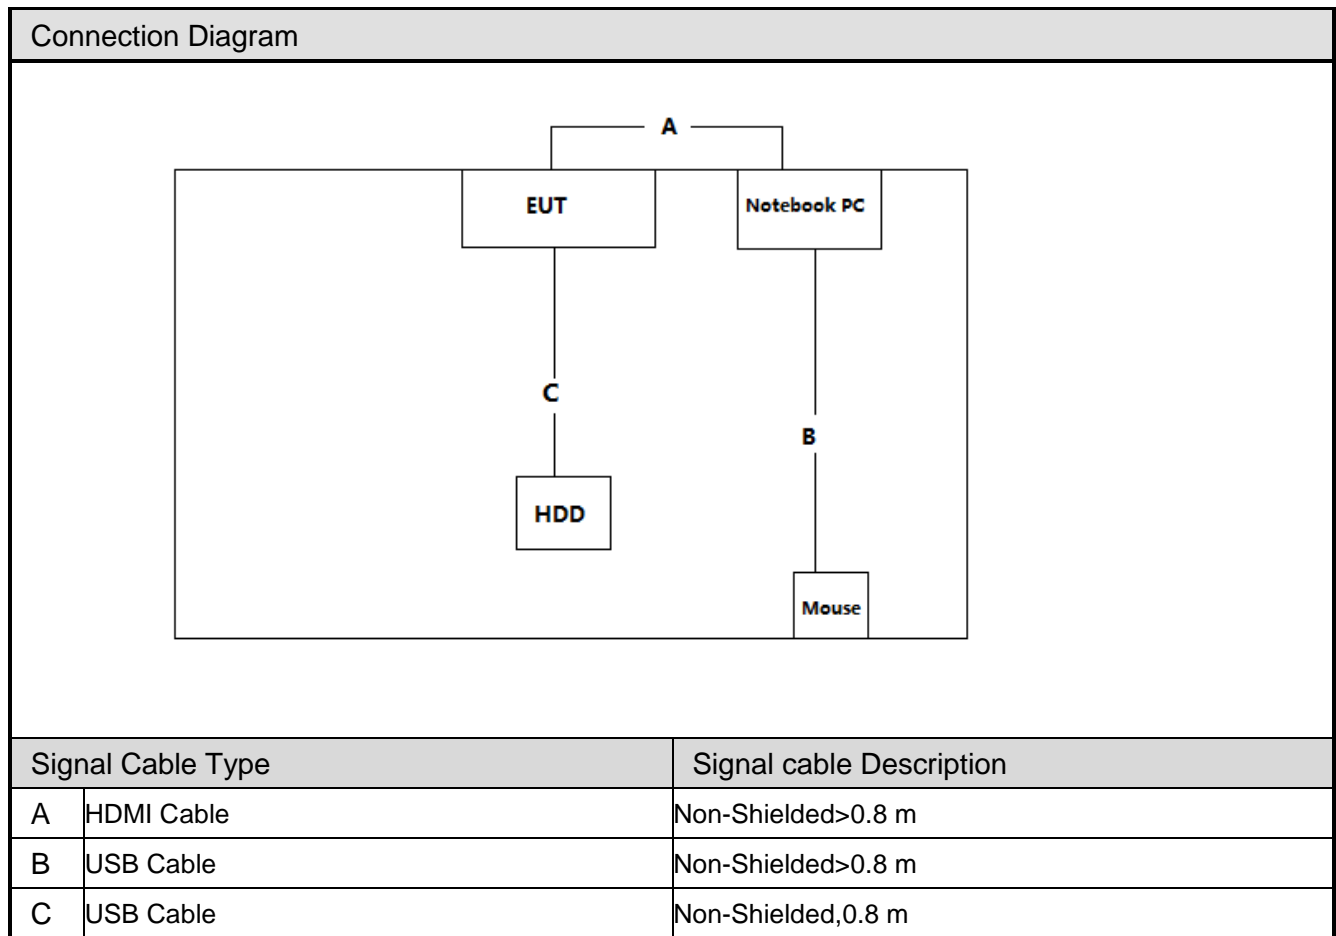 Connection Diagram
A
EUT
Notebook PC
C
B
HDD
Mouse
Signal Cable Type Signal cable Description
A HDMI Cable Non-Shielded>0.8 m
B USB Cable Non-Shielded>0.8 m
C USB Cable Non-Shielded,0.8 m